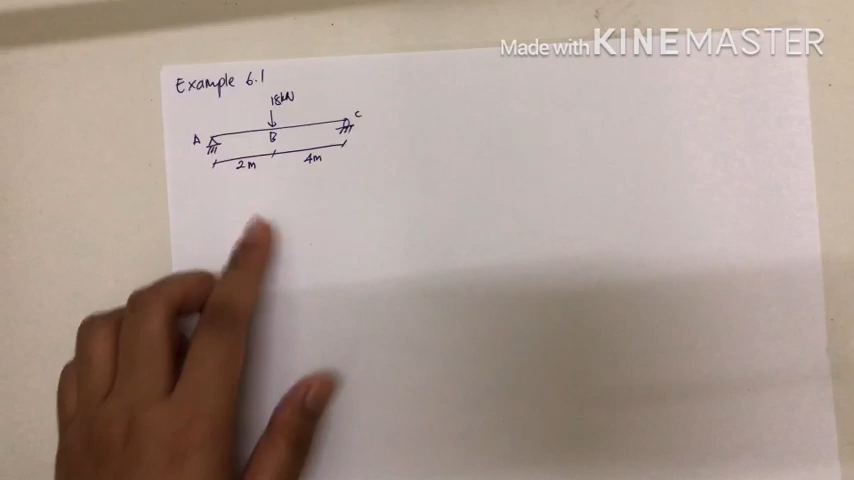 Made with KINEMASTER
Example 6.1
18kN
A B C
2m 4m